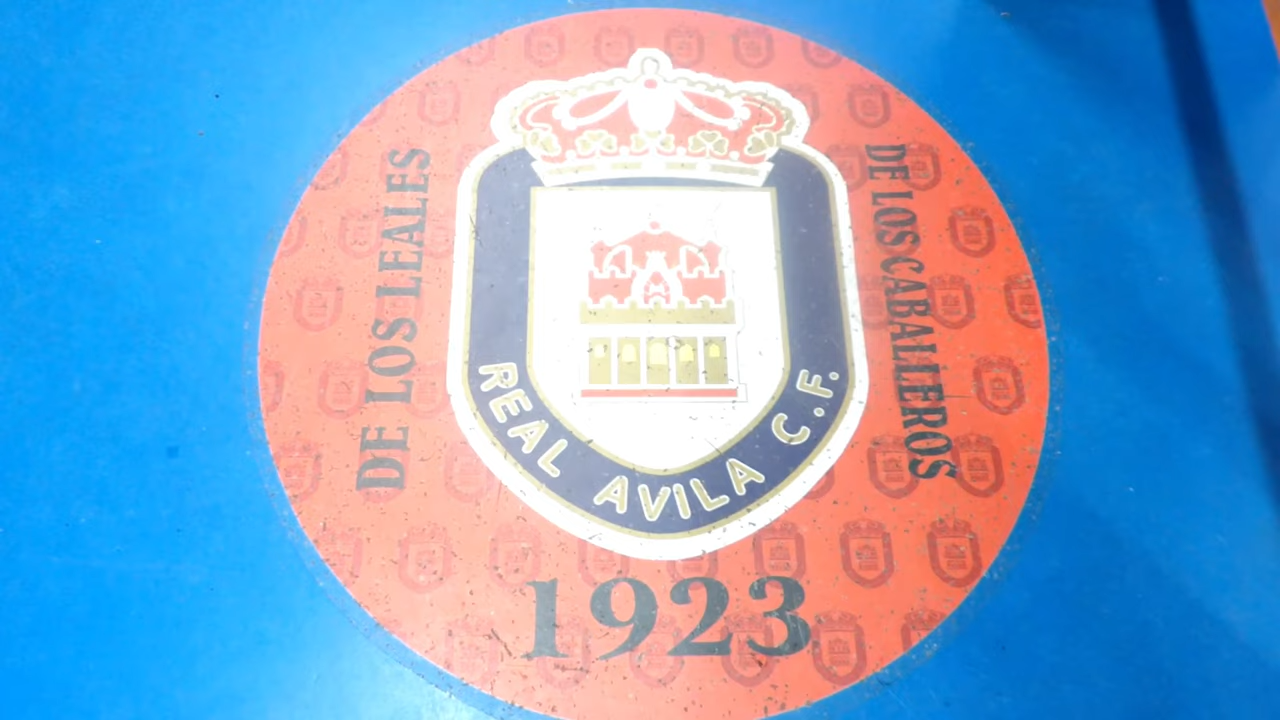 DE LOS LEALES
DE LOS CABALLEROS
REAL AVILA C.F.
1923